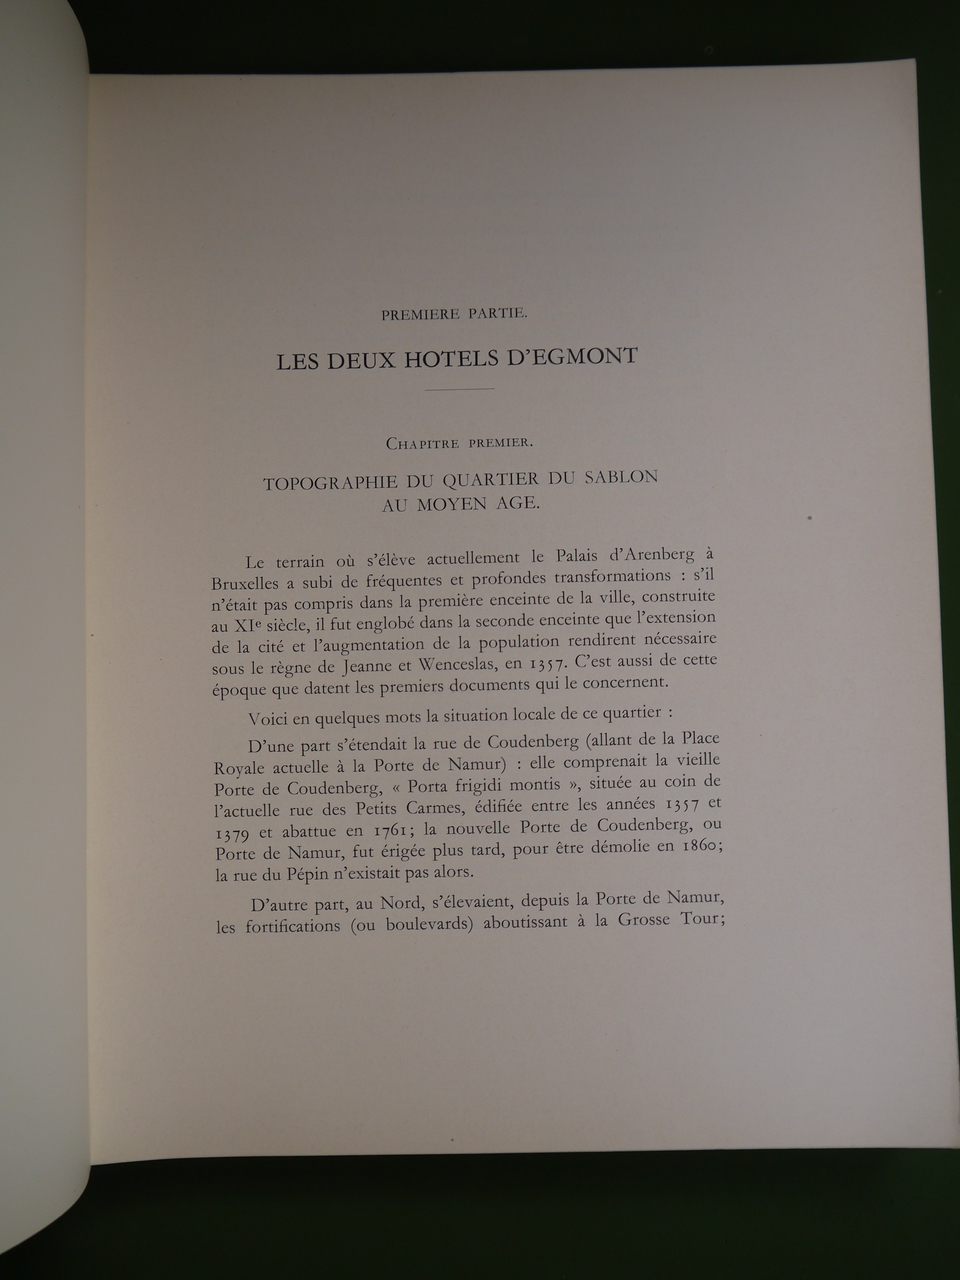 PREMIERE PARTIE.
LES DEUX HOTELS D'EGMONT
CHAPITRE PREMIER.
TOPOGRAPHIE DU QUARTIER DU SABLON
AU MOYEN AGE.
Le terrain où s'élève actuellement le Palais d'Arenberg à
Bruxelles a subi de fréquentes et profondes transformations : s'il
n'était pas compris dans la première enceinte de la ville, construite
au XIe siècle, il fut englobé dans la seconde enceinte que l'extension
de la cité et l'augmentation de la population rendirent nécessaire
sous le règne de Jeanne et Wenceslas, en 1357. C'est aussi de cette
époque que datent les premiers documents qui le concernent.
Voici en quelques mots la situation locale de ce quartier :
D'une part s'étendait la rue de Coudenberg (allant de la Place
Royale actuelle à la Porte de Namur) : elle comprenait la vieille
Porte de Coudenberg, « Porta frigidi montis », située au coin de
l'actuelle rue des Petits Carmes, édifiée entre les années 1357 et
1379 et abattue en 1761; la nouvelle Porte de Coudenberg, ou
Porte de Namur, fut érigée plus tard, pour être démolie en 1860;
la rue du Pépin n'existait pas alors.
D'autre part, au Nord, s'élevaient, depuis la Porte de Namur,
les fortifications (ou boulevards) aboutissant à la Grosse Tour;